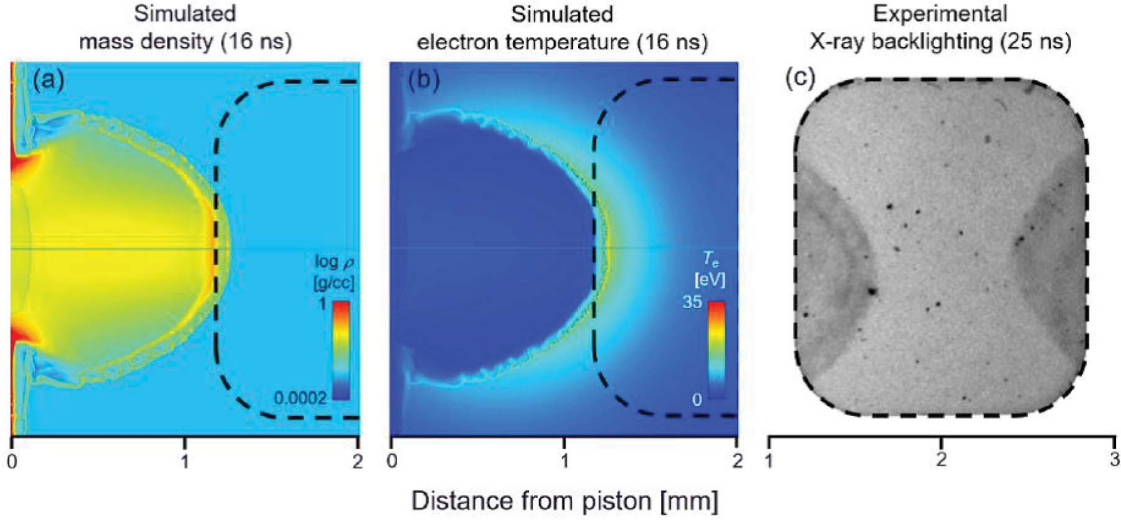 Simulated
mass density (16 ns)
Simulated
electron temperature (16 ns)
Experimental
X-ray backlighting (25 ns)
(a)
(b)
(c)
log ρ
[g/cc]
1
0.0002
T_e
[eV]
35
0
0 1 2
0 1 2
1 2 3
Distance from piston [mm]